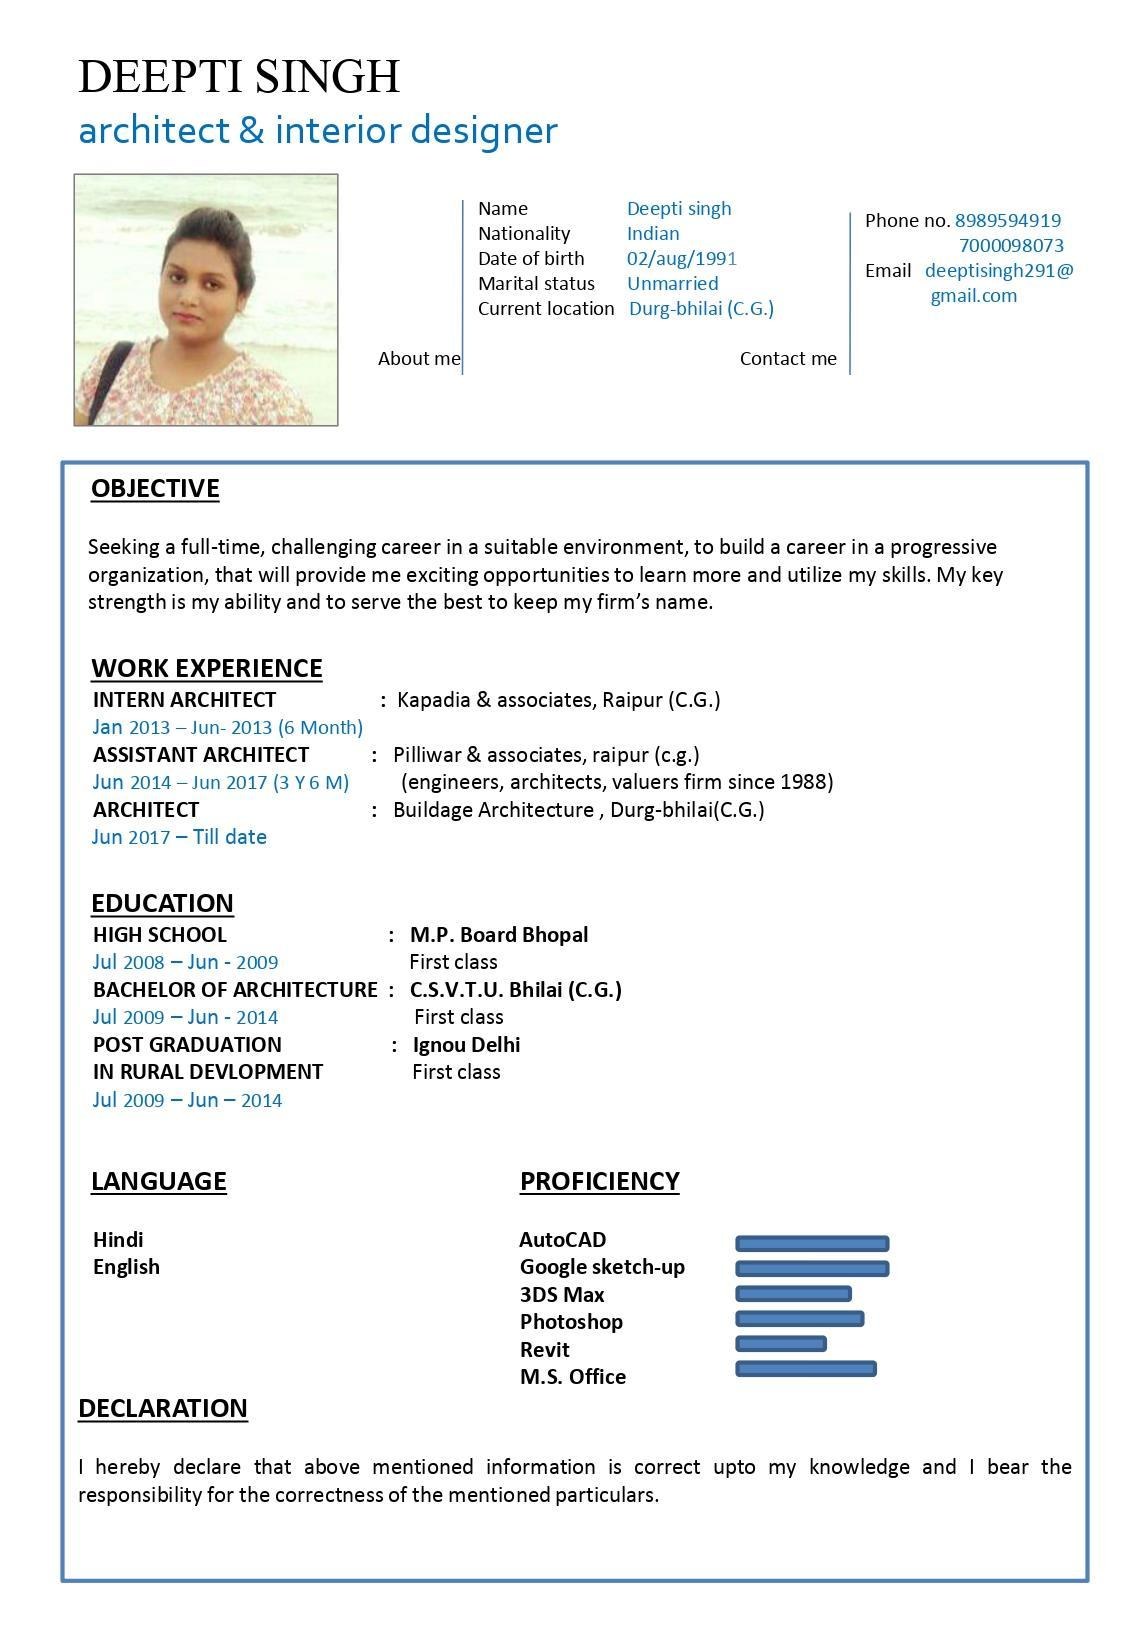 DEEPTI SINGH
architect & interior designer
Name Deepti singh
Nationality Indian
Date of birth 02/aug/1991
Marital status Unmarried
Current location Durg-bhilai (C.G.)
About me
Phone no. 8989594919
7000098073
Email deeptisingh291@
gmail.com
Contact me
OBJECTIVE
Seeking a full-time, challenging career in a suitable environment, to build a career in a progressive
organization, that will provide me exciting opportunities to learn more and utilize my skills. My key
strength is my ability and to serve the best to keep my firm’s name.
WORK EXPERIENCE
INTERN ARCHITECT : Kapadia & associates, Raipur (C.G.)
Jan 2013 – Jun- 2013 (6 Month)
ASSISTANT ARCHITECT : Pilliwar & associates, raipur (c.g.)
Jun 2014 – Jun 2017 (3 Y 6 M) (engineers, architects, valuers firm since 1988)
ARCHITECT : Buildage Architecture , Durg-bhilai(C.G.)
Jun 2017 – Till date
EDUCATION
HIGH SCHOOL : M.P. Board Bhopal
Jul 2008 – Jun - 2009 First class
BACHELOR OF ARCHITECTURE : C.S.V.T.U. Bhilai (C.G.)
Jul 2009 – Jun - 2014 First class
POST GRADUATION : Ignou Delhi
IN RURAL DEVLOPMENT First class
Jul 2009 – Jun – 2014
LANGUAGE
Hindi
English
PROFICIENCY
AutoCAD
Google sketch-up
3DS Max
Photoshop
Revit
M.S. Office
DECLARATION
I hereby declare that above mentioned information is correct upto my knowledge and I bear the
responsibility for the correctness of the mentioned particulars.